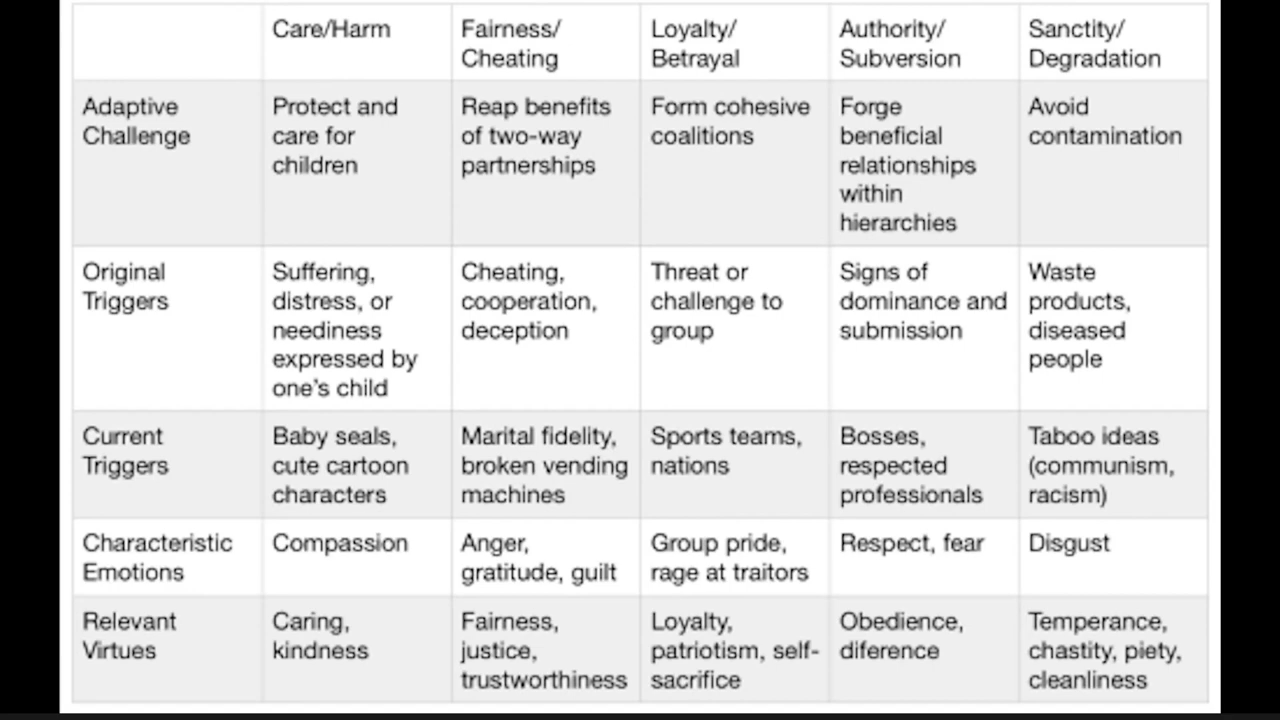 Care/Harm
Fairness/
Cheating
Loyalty/
Betrayal
Authority/
Subversion
Sanctity/
Degradation
Adaptive
Challenge
Protect and
care for
children
Reap benefits
of two-way
partnerships
Form cohesive
coalitions
Forge
beneficial
relationships
within
hierarchies
Avoid
contamination
Original
Triggers
Suffering,
distress, or
neediness
expressed by
one's child
Cheating,
cooperation,
deception
Threat or
challenge to
group
Signs of
dominance and
submission
Waste
products,
diseased
people
Current
Triggers
Baby seals,
cute cartoon
characters
Marital fidelity,
broken vending
machines
Sports teams,
nations
Bosses,
respected
professionals
Taboo ideas
(communism,
racism)
Characteristic
Emotions
Compassion
Anger,
gratitude, guilt
Group pride,
rage at traitors
Respect, fear
Disgust
Relevant
Virtues
Caring,
kindness
Fairness,
justice,
trustworthiness
Loyalty,
patriotism, self-
sacrifice
Obedience,
diference
Temperance,
chastity, piety,
cleanliness